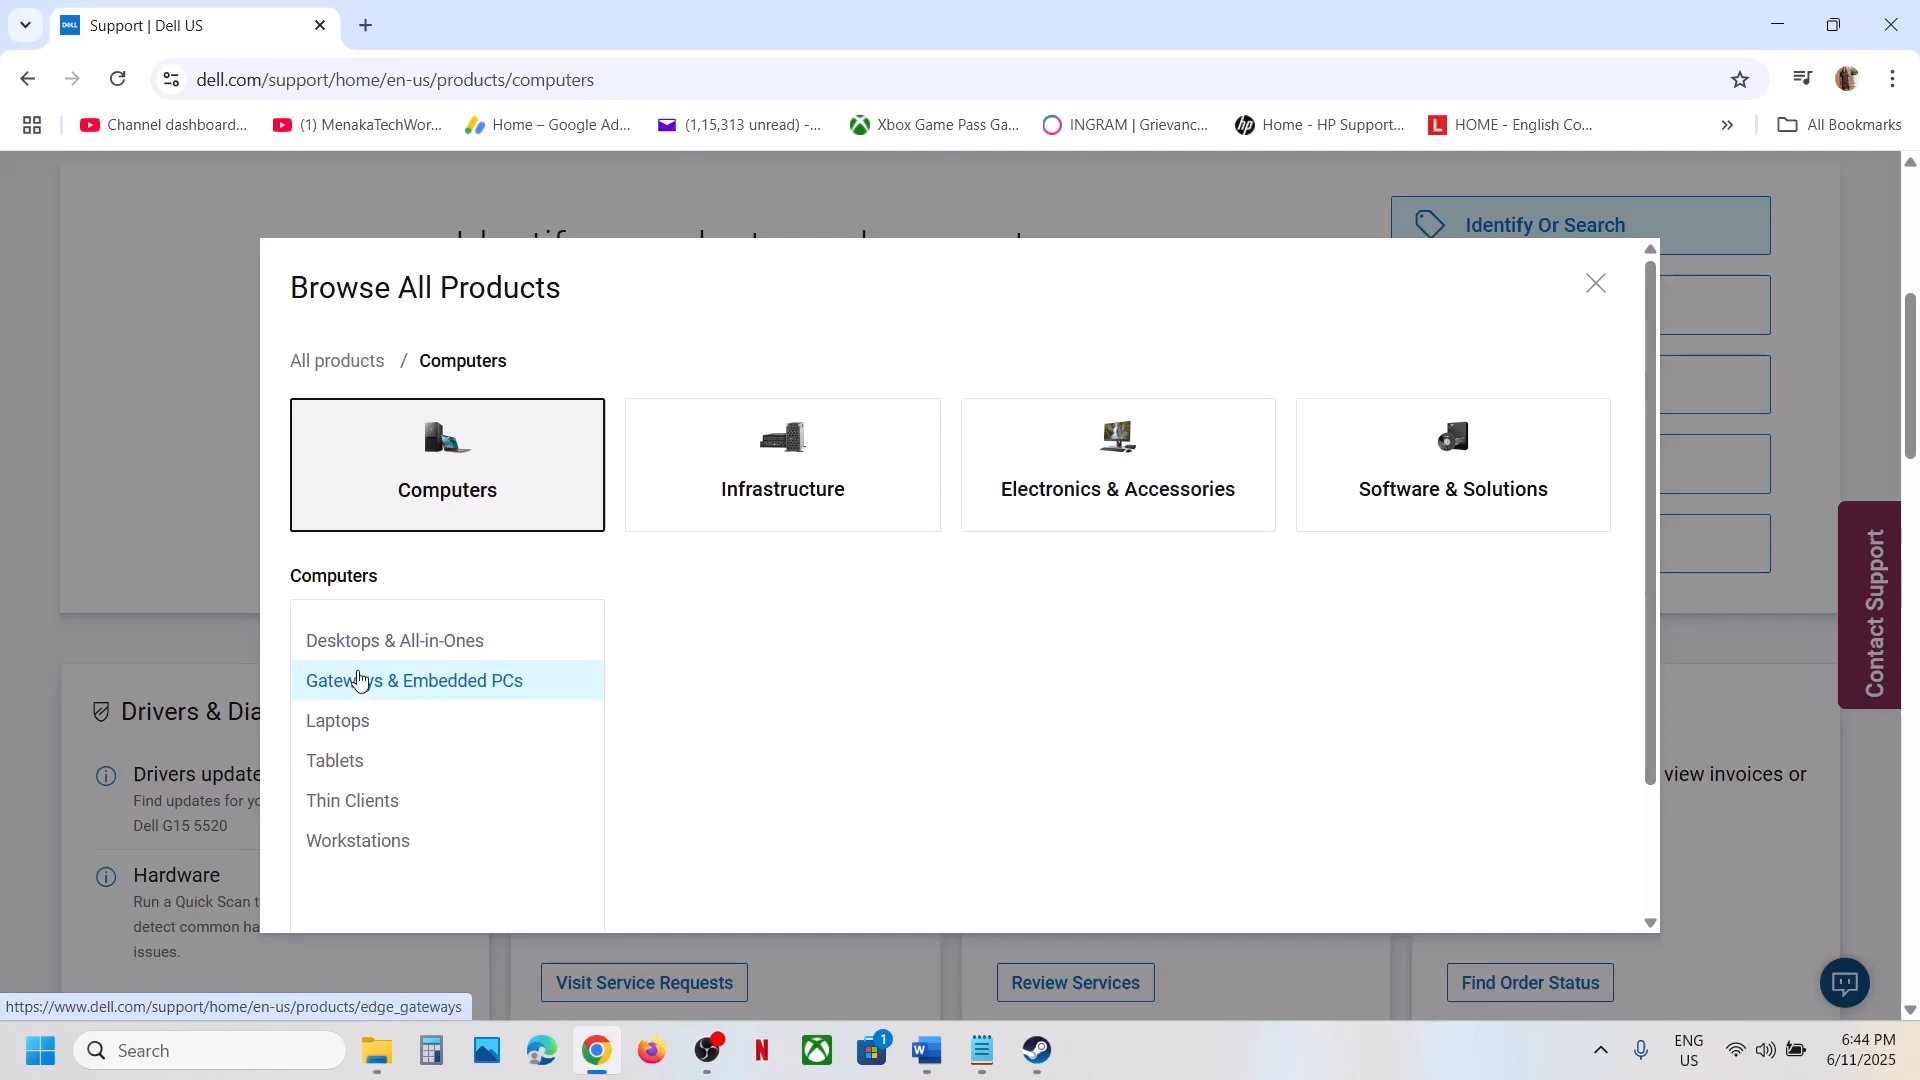 Support | Dell US
dell.com/support/home/en-us/products/computers
Channel dashboard...
(1) MenakaTechWor...
Home – Google Ad...
(1,15,313 unread) -...
Xbox Game Pass Ga...
INGRAM | Grievanc...
Home - HP Support...
HOME - English Co...
»
All Bookmarks
Identify Or Search
Browse All Products
All products / Computers
Computers
Infrastructure
Electronics & Accessories
Software & Solutions
Computers
Desktops & All-in-Ones
Gateways & Embedded PCs
Laptops
Tablets
Thin Clients
Workstations
Contact Support
Drivers & Dia
Drivers update
Find updates for yo
Dell G15 5520
Hardware
Run a Quick Scan t
detect common ha
issues.
view invoices or
Visit Service Requests
Review Services
Find Order Status
https://www.dell.com/support/home/en-us/products/edge_gateways
Search
1
ENG
US
6:44 PM
6/11/2025